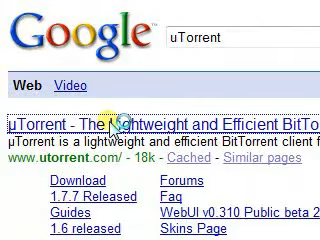 Google™
uTorrent
Web Video
µTorrent - The Lightweight and Efficient BitTo
µTorrent is a lightweight and efficient BitTorrent client f
www.utorrent.com/ - 18k - Cached - Similar pages
Download Forums
1.7.7 Released Faq
Guides WebUI v0.310 Public beta 2
1.6 released Skins Page